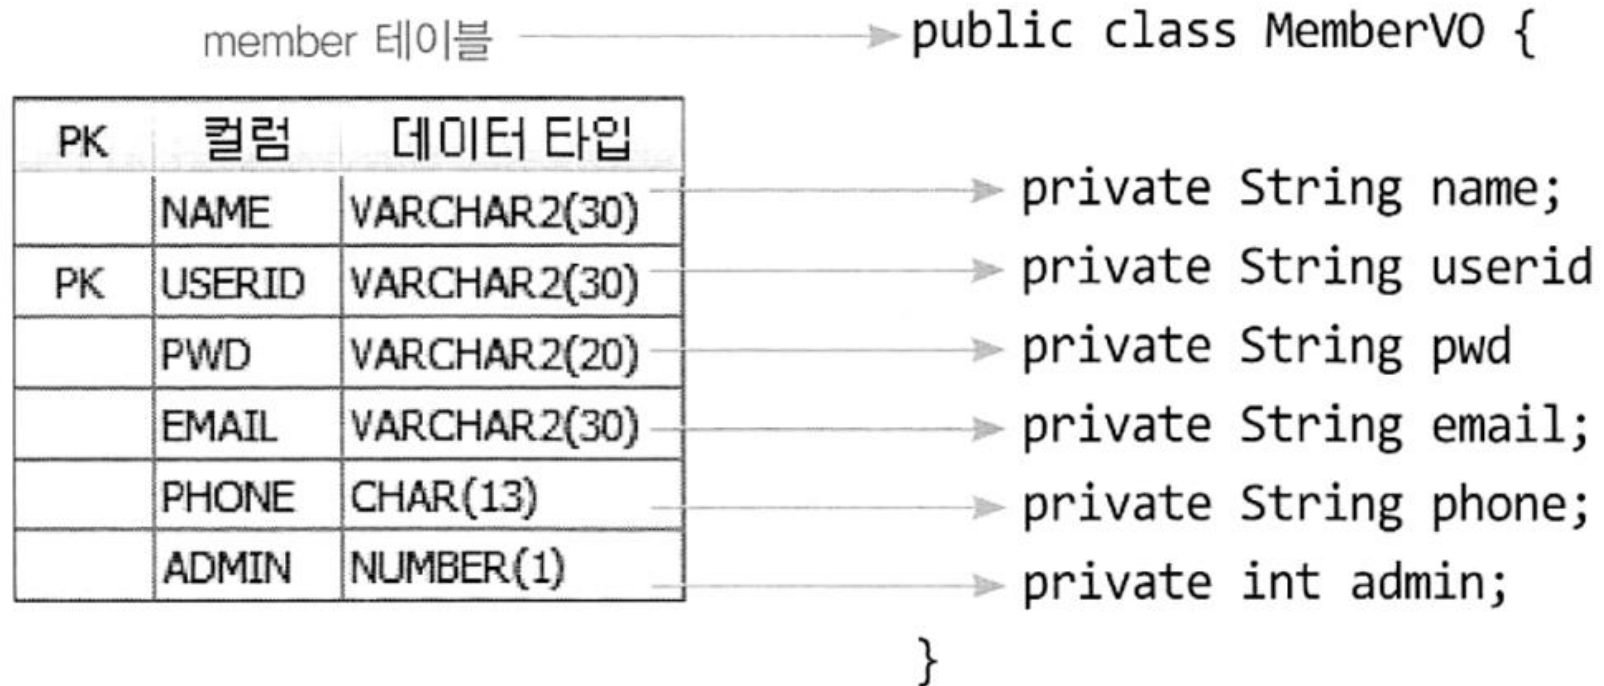 member 테이블
public class MemberVO {
PK 컬럼 데이터 타입
NAME VARCHAR2(30)
private String name;
PK USERID VARCHAR2(30)
private String userid
PWD VARCHAR2(20)
private String pwd
EMAIL VARCHAR2(30)
private String email;
PHONE CHAR(13)
private String phone;
ADMIN NUMBER(1)
private int admin;
}